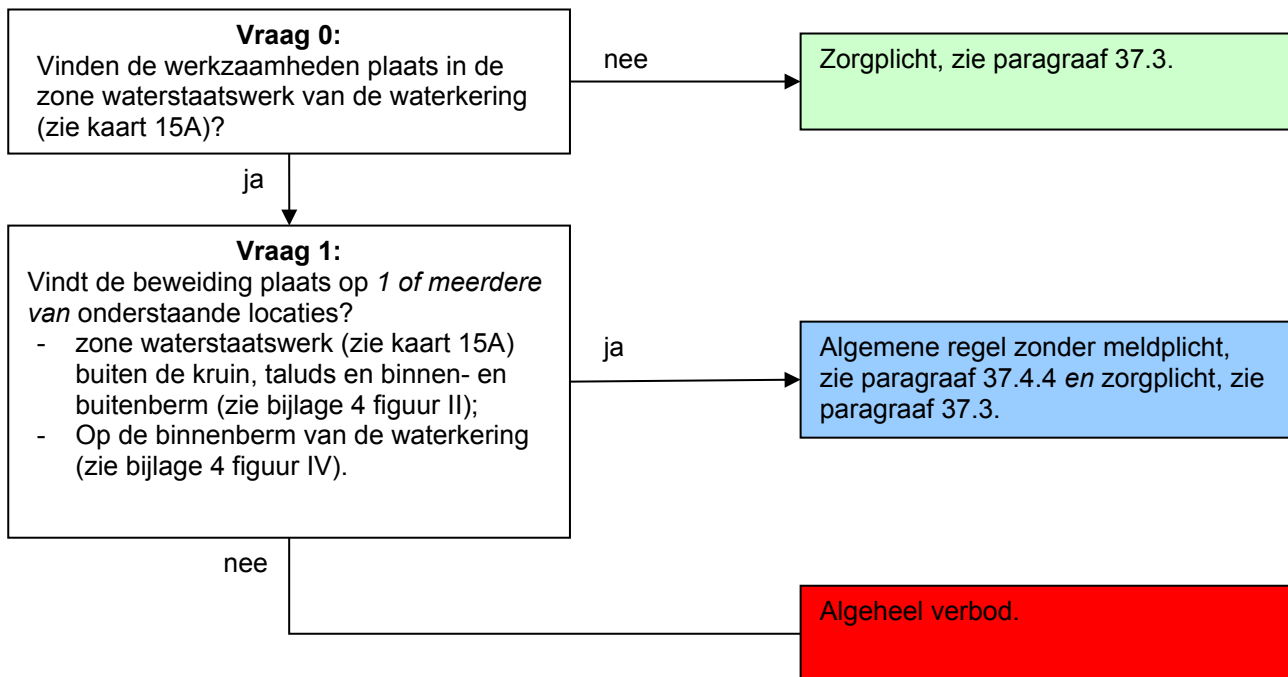 Vraag 0:
Vinden de werkzaamheden plaats in de
zone waterstaatswerk van de waterkering
(zie kaart 15A)?
nee
Zorgplicht, zie paragraaf 37.3.
ja
Vraag 1:
Vindt de beweiding plaats op 1 of meerdere
van onderstaande locaties?
- zone waterstaatswerk (zie kaart 15A)
buiten de kruin, taluds en binnen- en
buitenberm (zie bijlage 4 figuur II);
- Op de binnenberm van de waterkering
(zie bijlage 4 figuur IV).
ja
Algemene regel zonder meldplicht,
zie paragraaf 37.4.4 en zorgplicht, zie
paragraaf 37.3.
nee
Algeheel verbod.